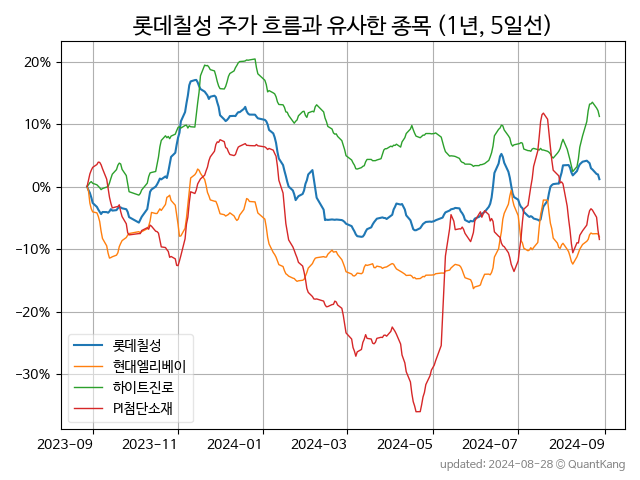 롯데칠성 주가 흐름과 유사한 종목 (1년, 5일선)
20%
10%
0%
−10%
−20%
−30%
롯데칠성
현대엘리베이
하이트진로
PI첨단소재
2023-09
2023-11
2024-01
2024-03
2024-05
2024-07
2024-09
updated: 2024-08-28 © QuantKang